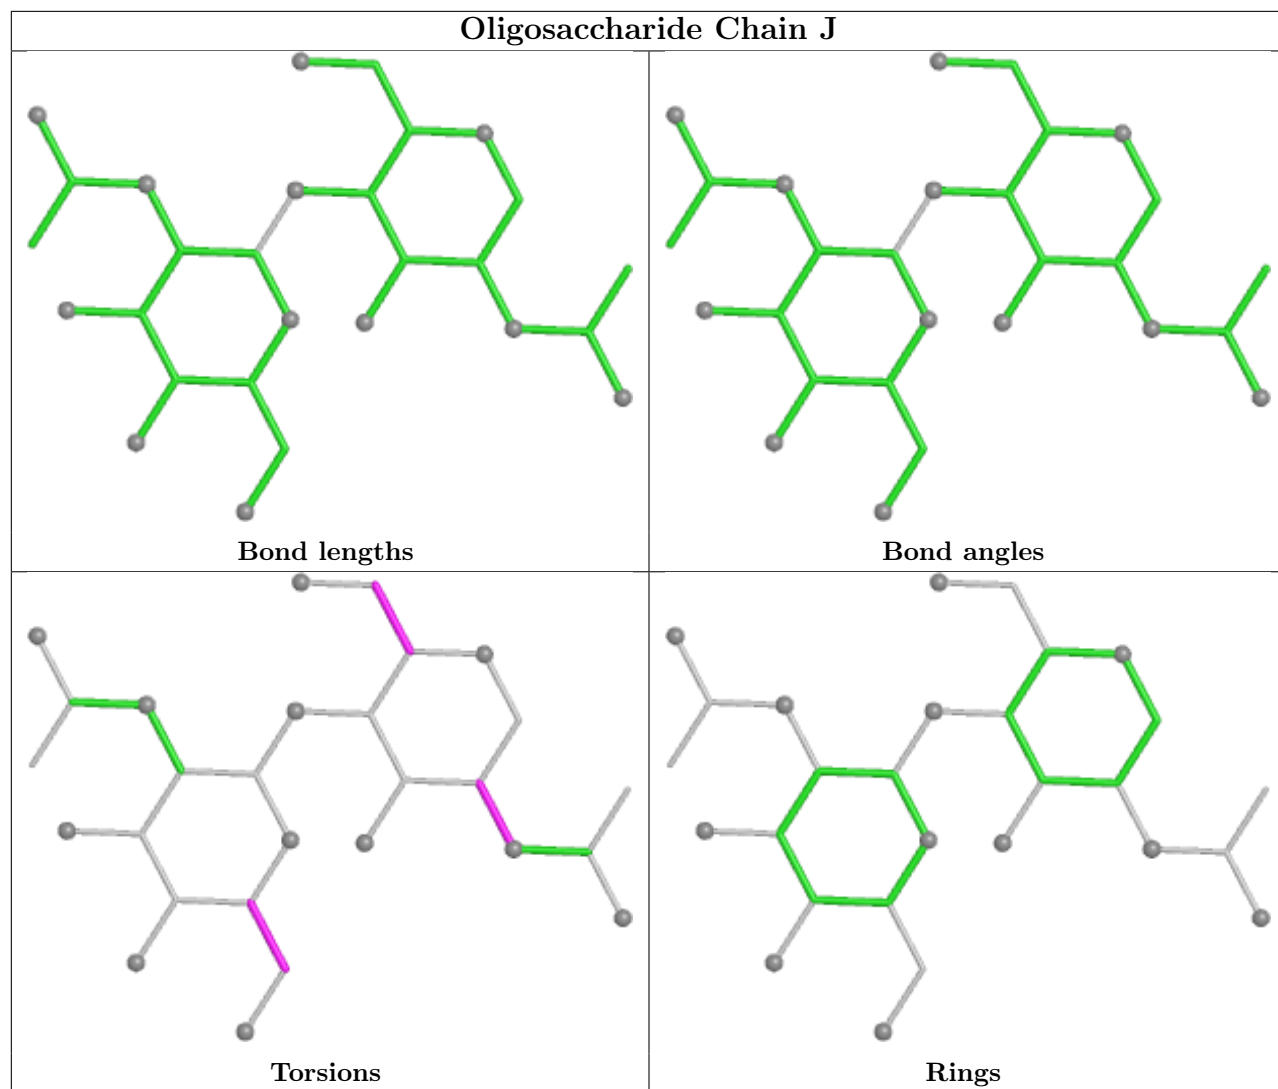 Oligosaccharide Chain J
Bond lengths
Bond angles
Torsions
Rings